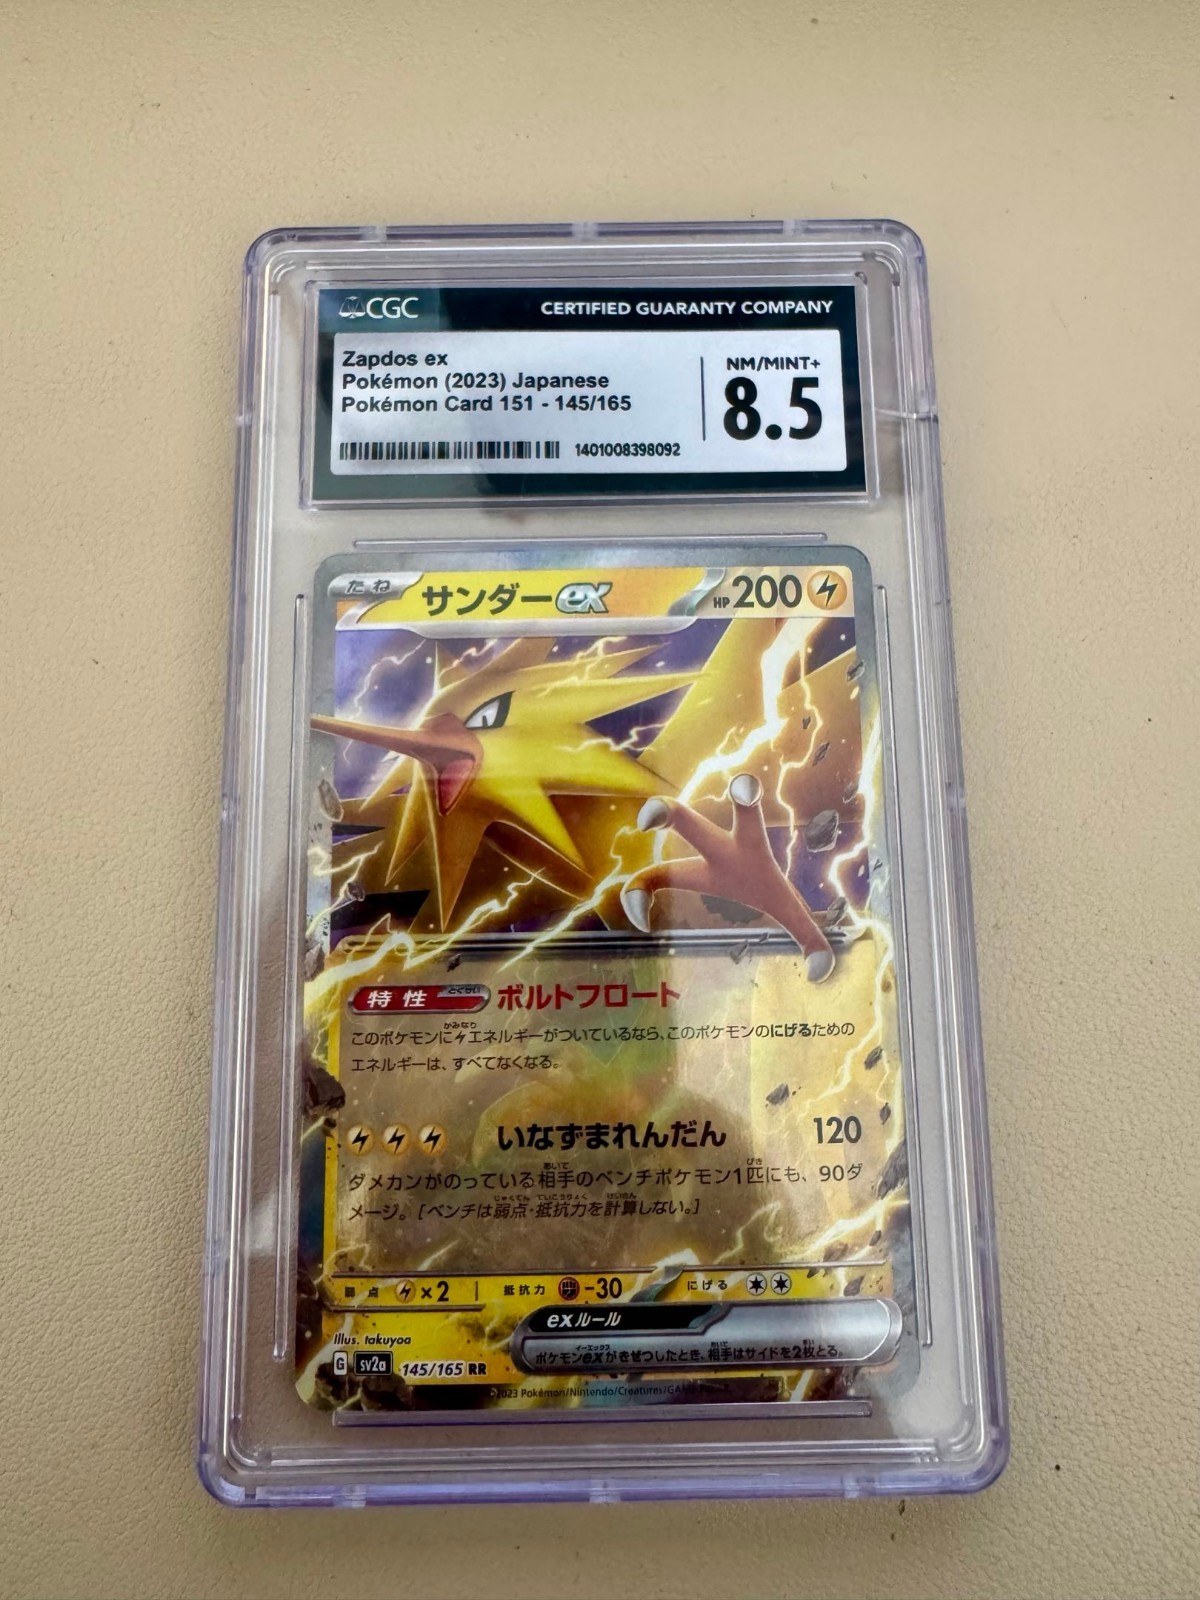 CGC CERTIFIED GUARANTY COMPANY
Zapdos ex
Pokémon (2023) Japanese
Pokémon Card 151 - 145/165
NM/MINT+
8.5
1401008398092
たね サンダーex HP200
特性 とくせい ボルトフロート
このポケモンに エネルギーがついているなら、このポケモンのにげるための
エネルギーは、すべてなくなる。
いなずまれんだん 120
ダメカンがのっている相手のベンチポケモン1匹にも、90ダ
メージ。[ベンチは弱点・抵抗力を計算しない。]
弱点 ×2 抵抗力 -30 にげる
exルール
ポケモンexがきぜつしたとき、相手はサイドを2枚とる。
Illus. takuyoa
G sv2a 145/165 RR
©2023 Pokémon/Nintendo/Creatures/